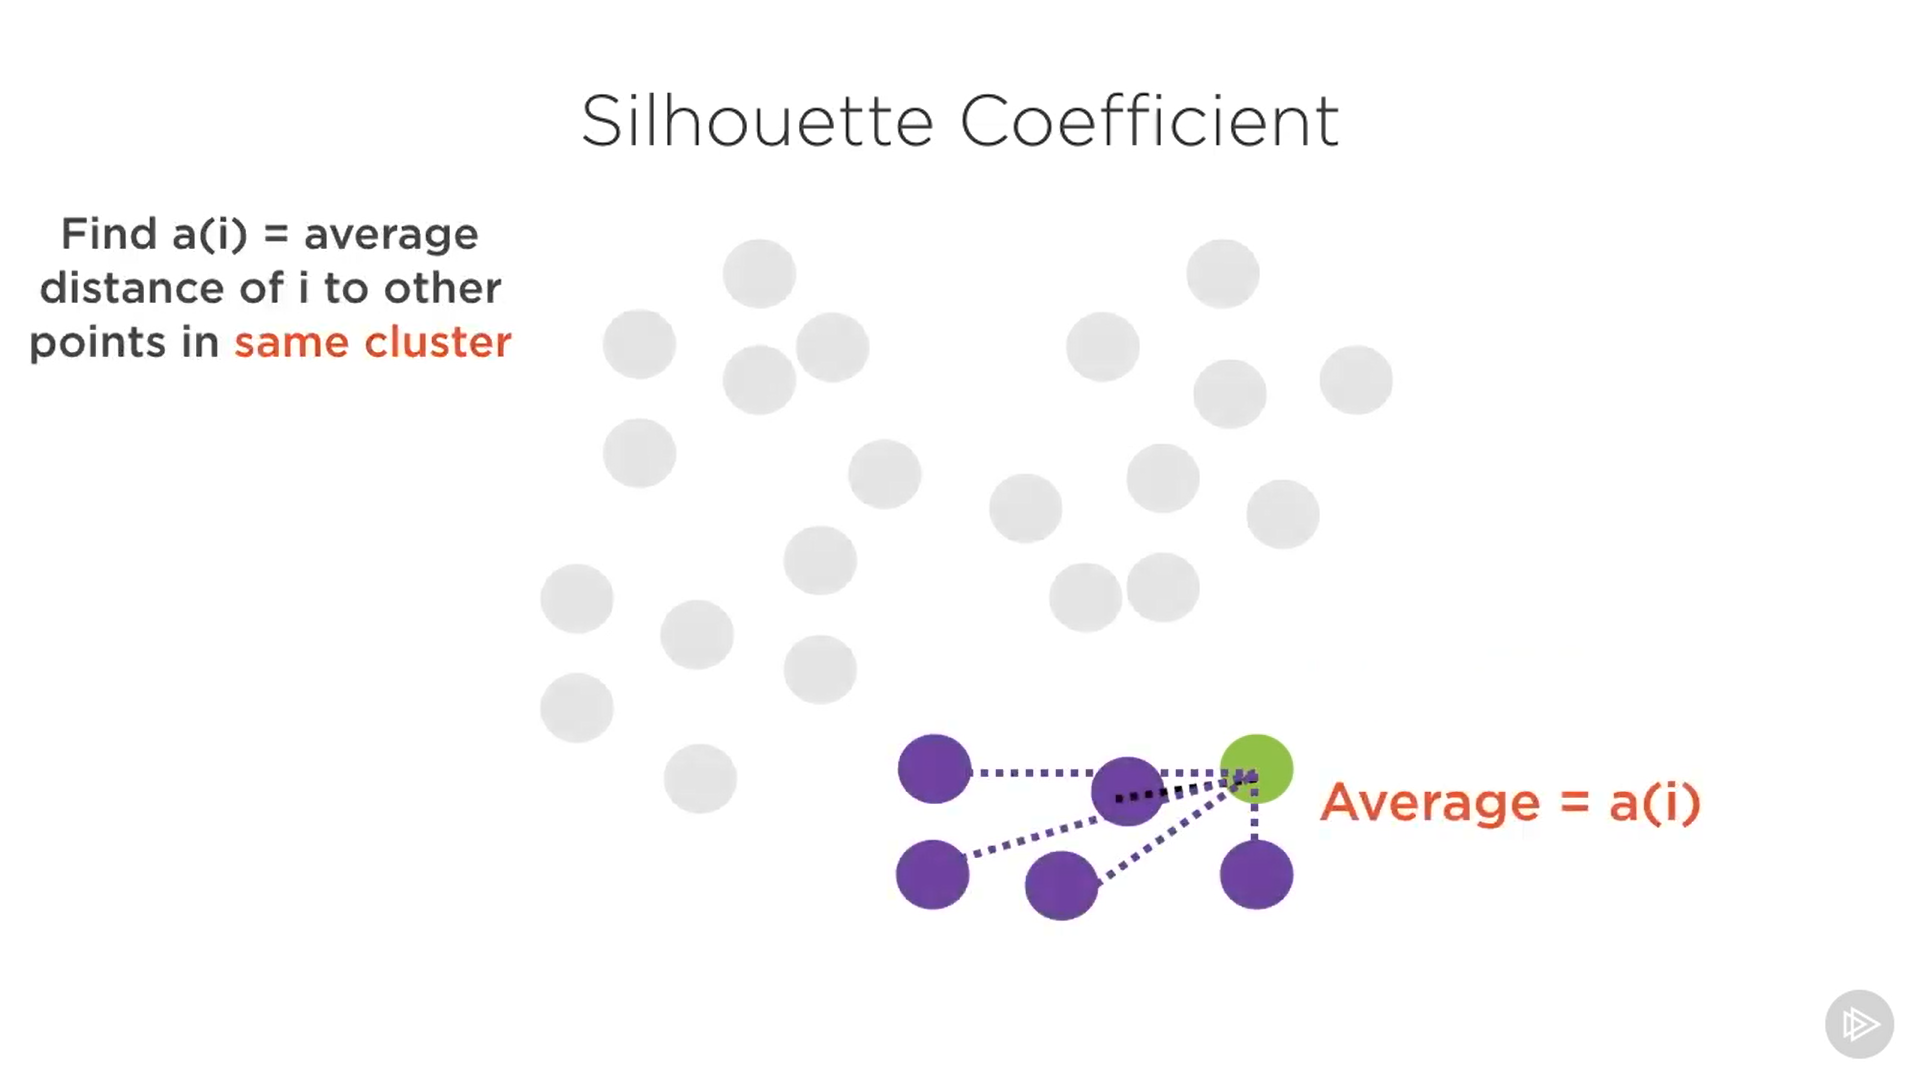 Silhouette Coefficient
Find a(i) = average
distance of i to other
points in same cluster
Average = a(i)